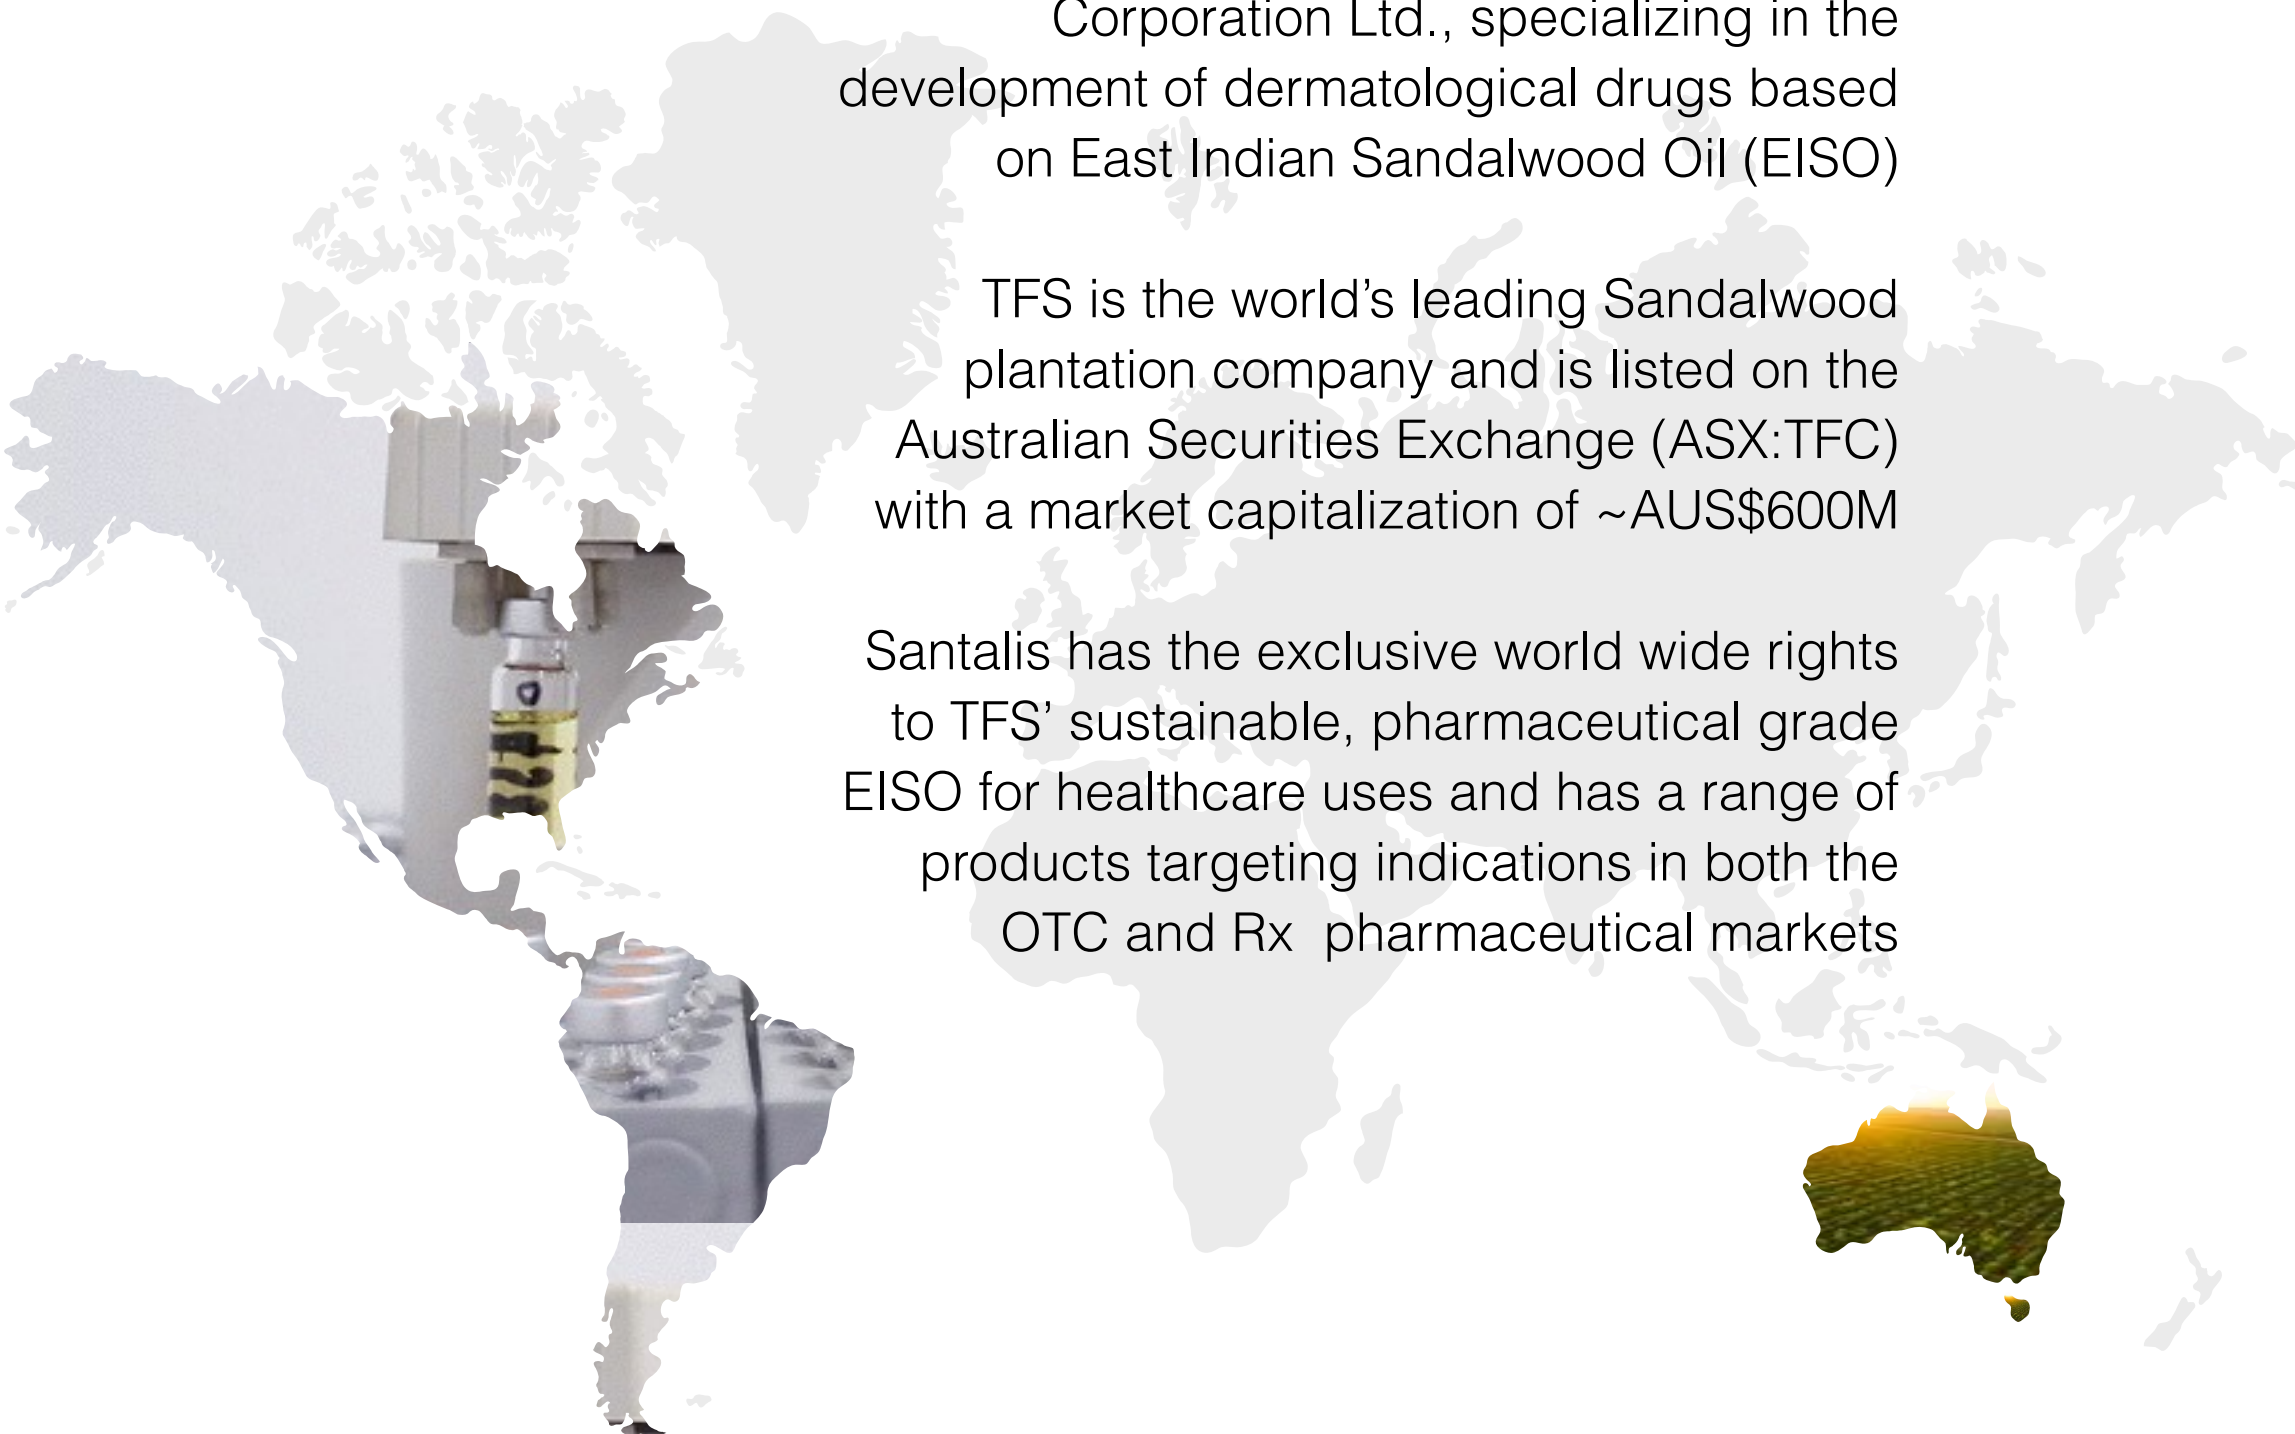 Corporation Ltd., specializing in the
development of dermatological drugs based
on East Indian Sandalwood Oil (EISO)
TFS is the world’s leading Sandalwood
plantation company and is listed on the
Australian Securities Exchange (ASX:TFC)
with a market capitalization of ~AUS$600M
Santalis has the exclusive world wide rights
to TFS’ sustainable, pharmaceutical grade
EISO for healthcare uses and has a range of
products targeting indications in both the
OTC and Rx  pharmaceutical markets